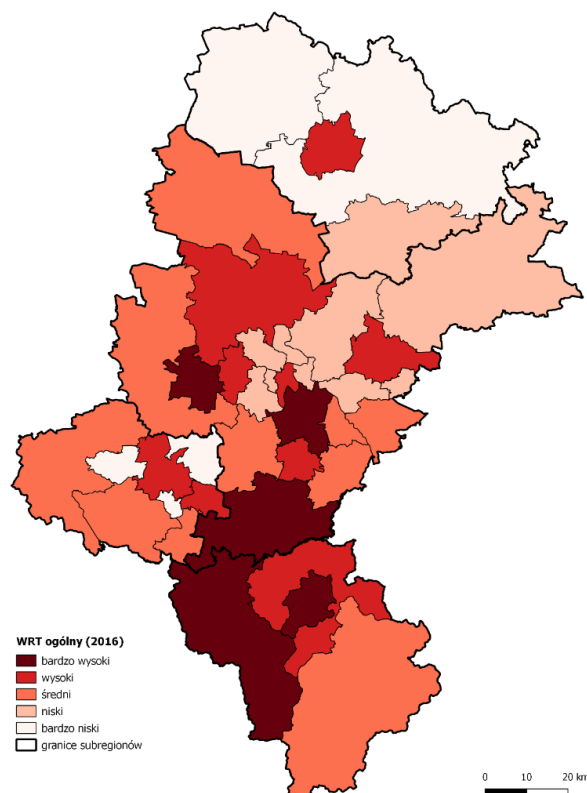 WRT ogólny (2016)
bardzo wysoki
wysoki
średni
niski
bardzo niski
granice subregionów
0 10 20 km